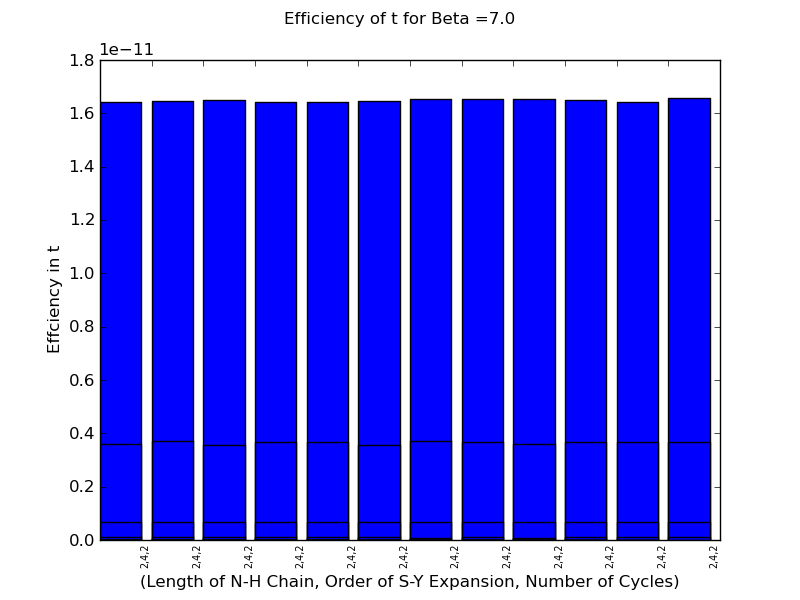 Efficiency of t for Beta =7.0
1e−11
1.8
1.6
1.4
1.2
1.0
0.8
0.6
0.4
0.2
0.0
Effciency in t
2,4,2 2,4,2 2,4,2 2,4,2 2,4,2 2,4,2 2,4,2 2,4,2 2,4,2 2,4,2 2,4,2 2,4,2
(Length of N-H Chain, Order of S-Y Expansion, Number of Cycles)